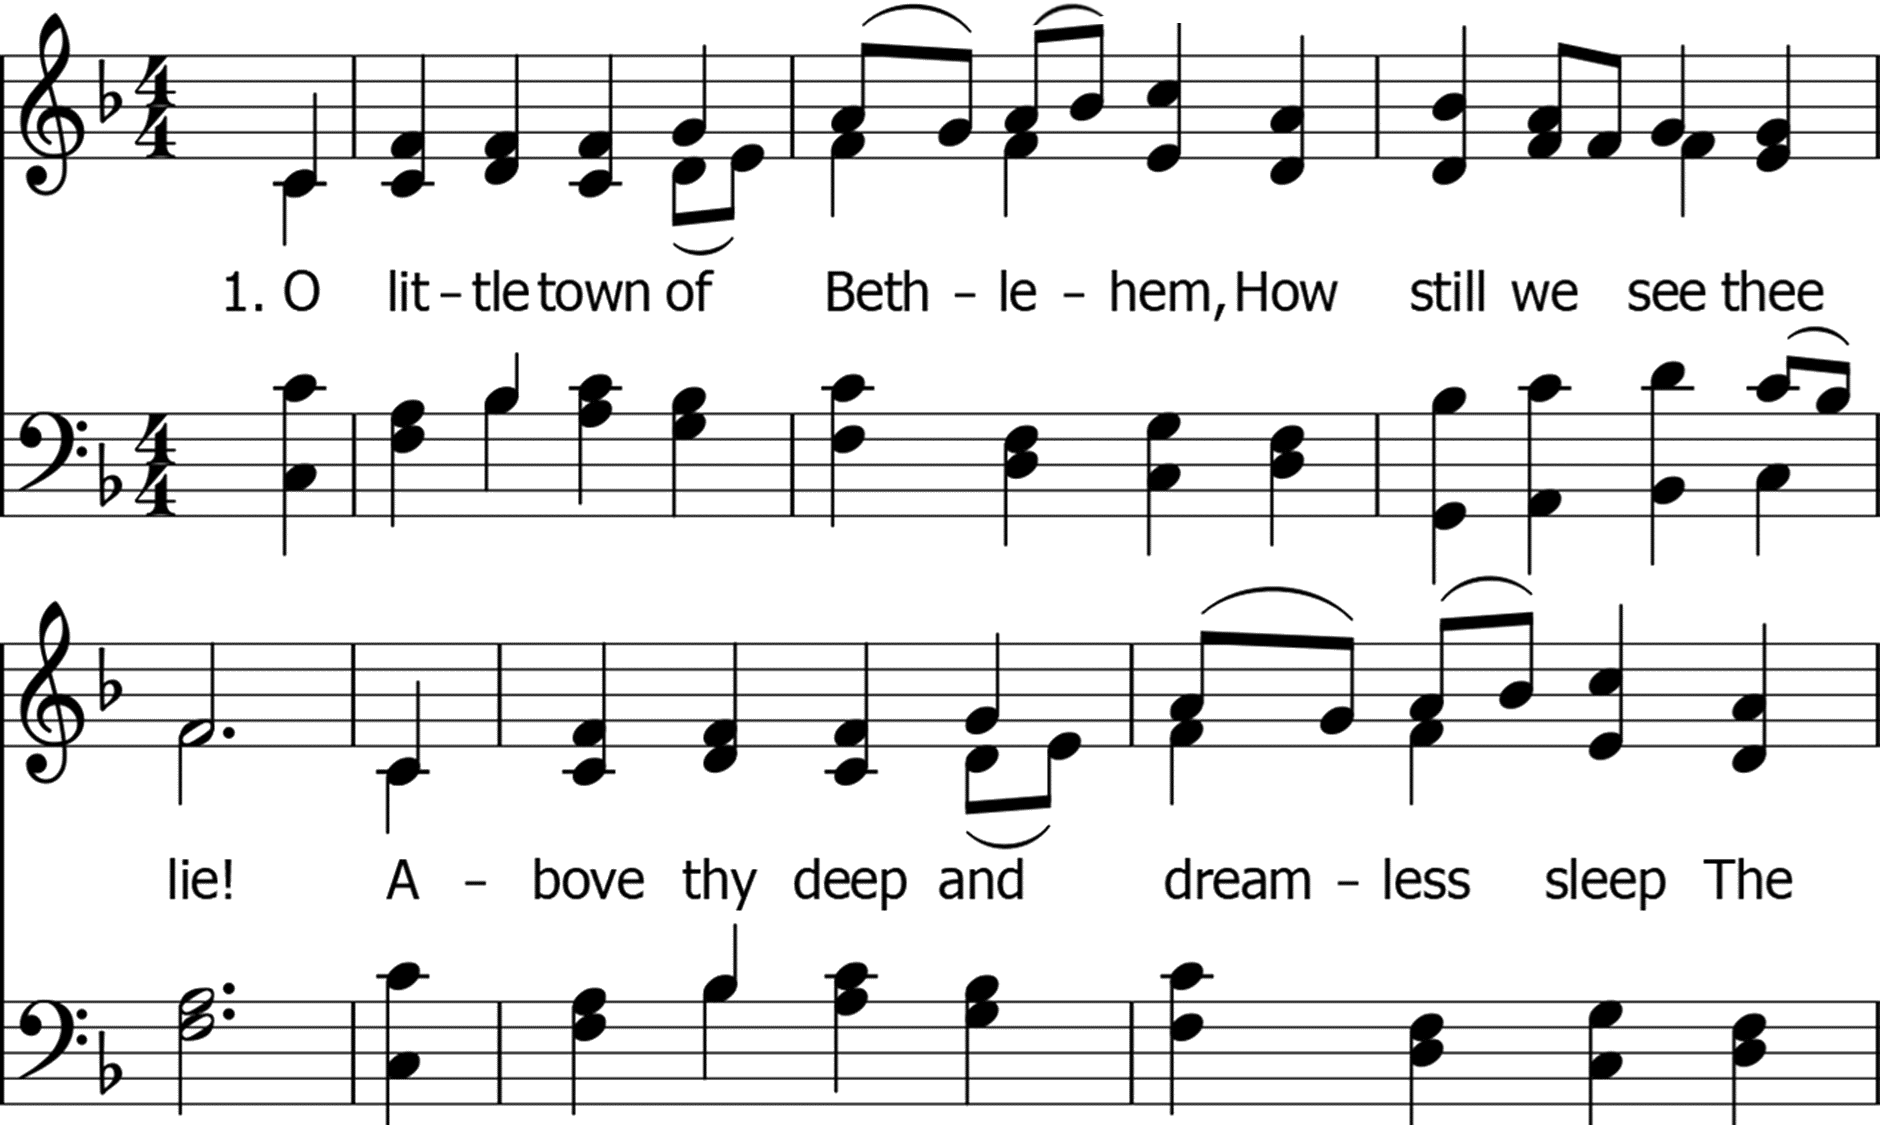 1. O lit – tle town of Beth – le – hem, How still we see thee
lie! A – bove thy deep and dream – less sleep The